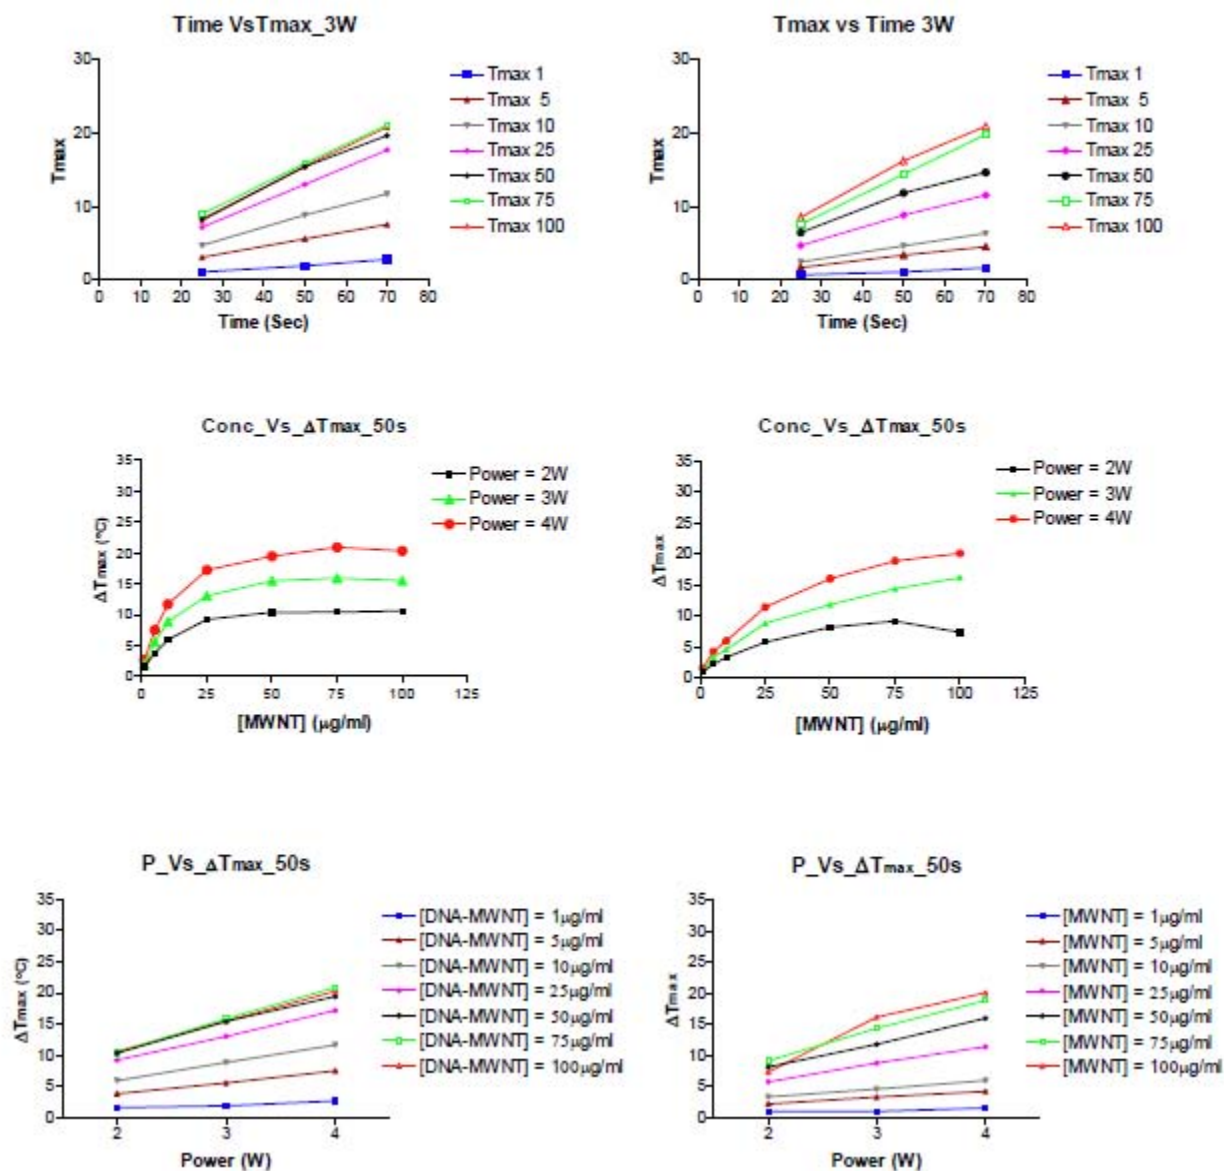 Time VsTmax_3W
30
20
10
0
Tmax
0 10 20 30 40 50 60 70 80
Time (Sec)
Tmax 1
Tmax 5
Tmax 10
Tmax 25
Tmax 50
Tmax 75
Tmax 100
Tmax vs Time 3W
30
20
10
0
Tmax
0 10 20 30 40 50 60 70 80
Time (Sec)
Tmax 1
Tmax 5
Tmax 10
Tmax 25
Tmax 50
Tmax 75
Tmax 100
Conc_Vs_ΔTmax_50s
35
30
25
20
15
10
5
0
ΔTmax (ºC)
0 25 50 75 100 125
[MWNT] (μg/ml)
Power = 2W
Power = 3W
Power = 4W
Conc_Vs_ΔTmax_50s
35
30
25
20
15
10
5
0
ΔTmax
0 25 50 75 100 125
[MWNT] (μg/ml)
Power = 2W
Power = 3W
Power = 4W
P_Vs_ΔTmax_50s
35
30
25
20
15
10
5
0
ΔTmax (ºC)
2 3 4
Power (W)
[DNA-MWNT] = 1μg/ml
[DNA-MWNT] = 5μg/ml
[DNA-MWNT] = 10μg/ml
[DNA-MWNT] = 25μg/ml
[DNA-MWNT] = 50μg/ml
[DNA-MWNT] = 75μg/ml
[DNA-MWNT] = 100μg/ml
P_Vs_ΔTmax_50s
35
30
25
20
15
10
5
0
ΔTmax
2 3 4
Power (W)
[MWNT] = 1μg/ml
[MWNT] = 5μg/ml
[MWNT] = 10μg/ml
[MWNT] = 25μg/ml
[MWNT] = 50μg/ml
[MWNT] = 75μg/ml
[MWNT] = 100μg/ml